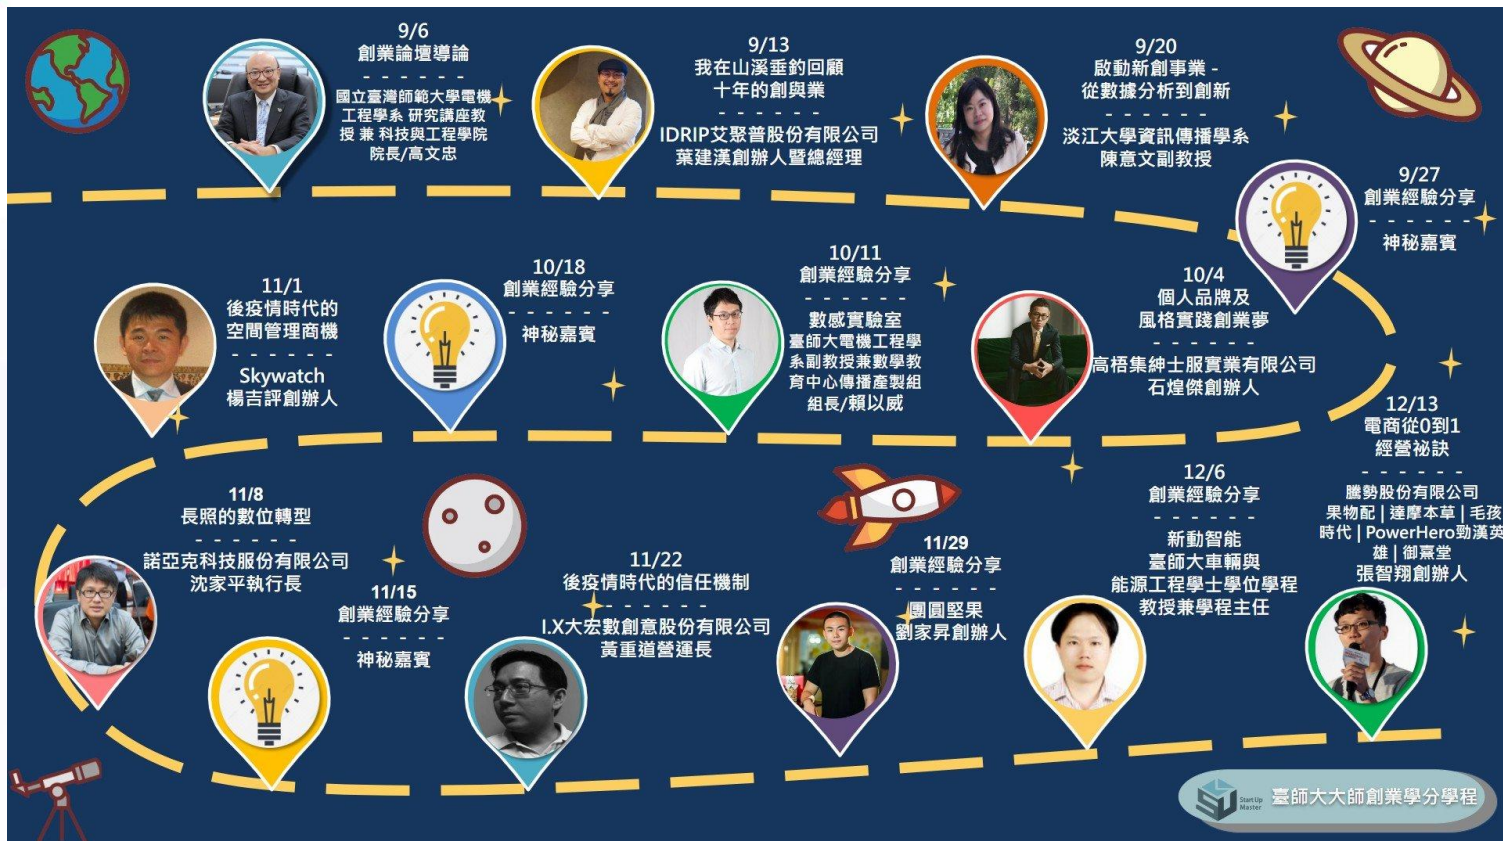 9/6
創業論壇導論
- - - - - -
國立臺灣師範大學電機
工程學系 研究講座教
授 兼 科技與工程學院
院長/高文忠
9/13
我在山溪垂釣回顧
十年的創與業
- - - - - -
IDRIP艾聚普股份有限公司
葉建漢創辦人暨總經理
9/20
啟動新創事業 -
從數據分析到創新
- - - - - -
淡江大學資訊傳播學系
陳意文副教授
9/27
創業經驗分享
- - - - - -
神秘嘉賓
10/4
個人品牌及
風格實踐創業夢
- - - - - -
高梧集紳士服實業有限公司
石煌傑創辦人
10/11
創業經驗分享
- - - - - -
數感實驗室
臺師大電機工程學
系副教授兼數學教
育中心傳播產製組
組長/賴以威
10/18
創業經驗分享
- - - - - -
神秘嘉賓
11/1
後疫情時代的
空間管理商機
- - - - - -
Skywatch
楊吉評創辦人
11/8
長照的數位轉型
- - - - - -
諾亞克科技股份有限公司
沈家平執行長
11/15
創業經驗分享
- - - - - -
神秘嘉賓
11/22
後疫情時代的信任機制
- - - - - -
I.X大宏數創意股份有限公司
黃重道營運長
11/29
創業經驗分享
- - - - - -
團圓堅果
劉家昇創辦人
12/6
創業經驗分享
- - - - - -
新動智能
臺師大車輛與
能源工程學士學位學程
教授兼學程主任
12/13
電商從0到1
經營祕訣
- - - - - -
騰勢股份有限公司
果物配 | 達摩本草 | 毛孩
時代 | PowerHero勁漢英
雄 | 御熹堂
張智翔創辦人
Start Up
Master
臺師大大師創業學分學程